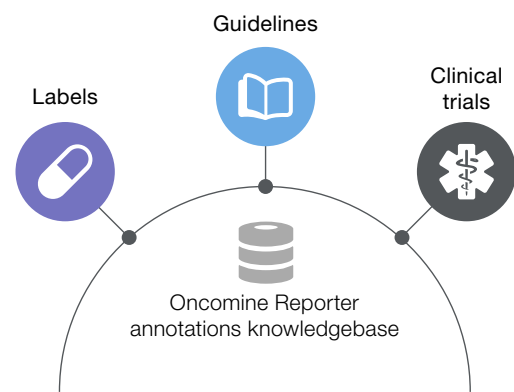 Guidelines
Labels
Clinical
trials
Oncomine Reporter
annotations knowledgebase